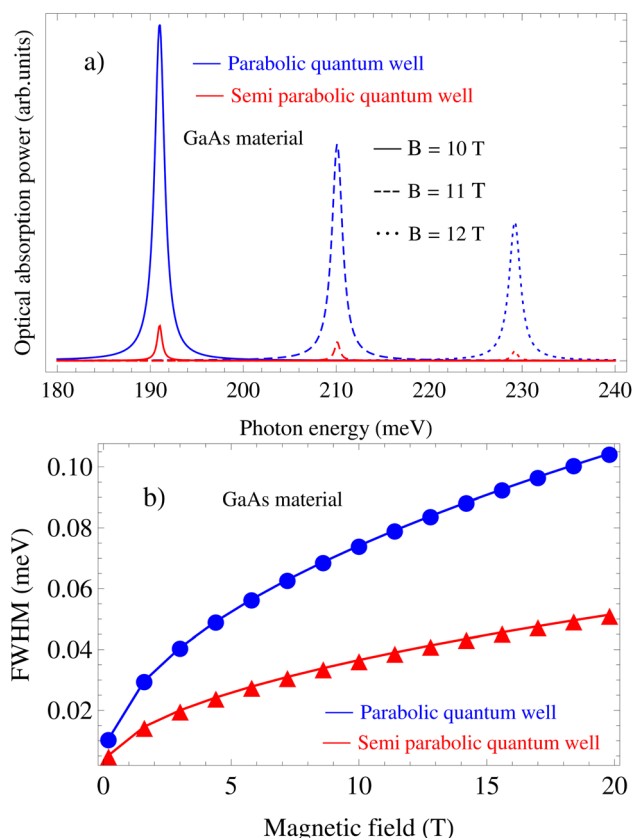 Optical absorption power (arb.units)
a)
Parabolic quantum well
Semi parabolic quantum well
GaAs material
B = 10 T
B = 11 T
B = 12 T
180 190 200 210 220 230 240
Photon energy (meV)
b)
GaAs material
FWHM (meV)
0.10
0.08
0.06
0.04
0.02
Parabolic quantum well
Semi parabolic quantum well
0 5 10 15 20
Magnetic field (T)